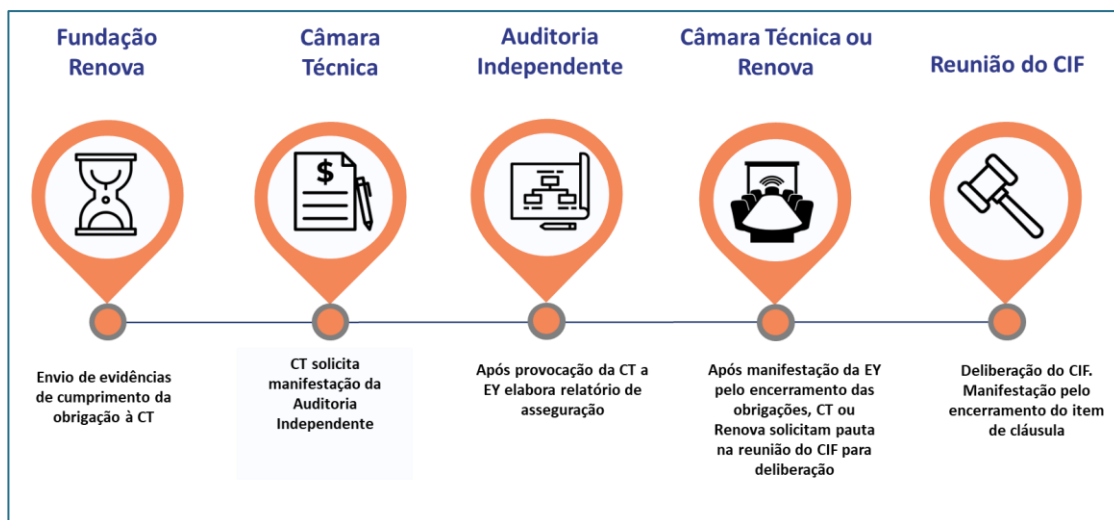 Fundação
Renova
Câmara
Técnica
Auditoria
Independente
Câmara Técnica ou
Renova
Reunião do CIF
$
Envio de evidências
de cumprimento da
obrigação à CT
CT solicita
manifestação da
Auditoria
Independente
Após provocação da CT a
EY elabora relatório de
asseguração
Após manifestação da EY
pelo encerramento das
obrigações, CT ou
Renova solicitam pauta
na reunião do CIF para
deliberação
Deliberação do CIF.
Manifestação pelo
encerramento do item
de cláusula